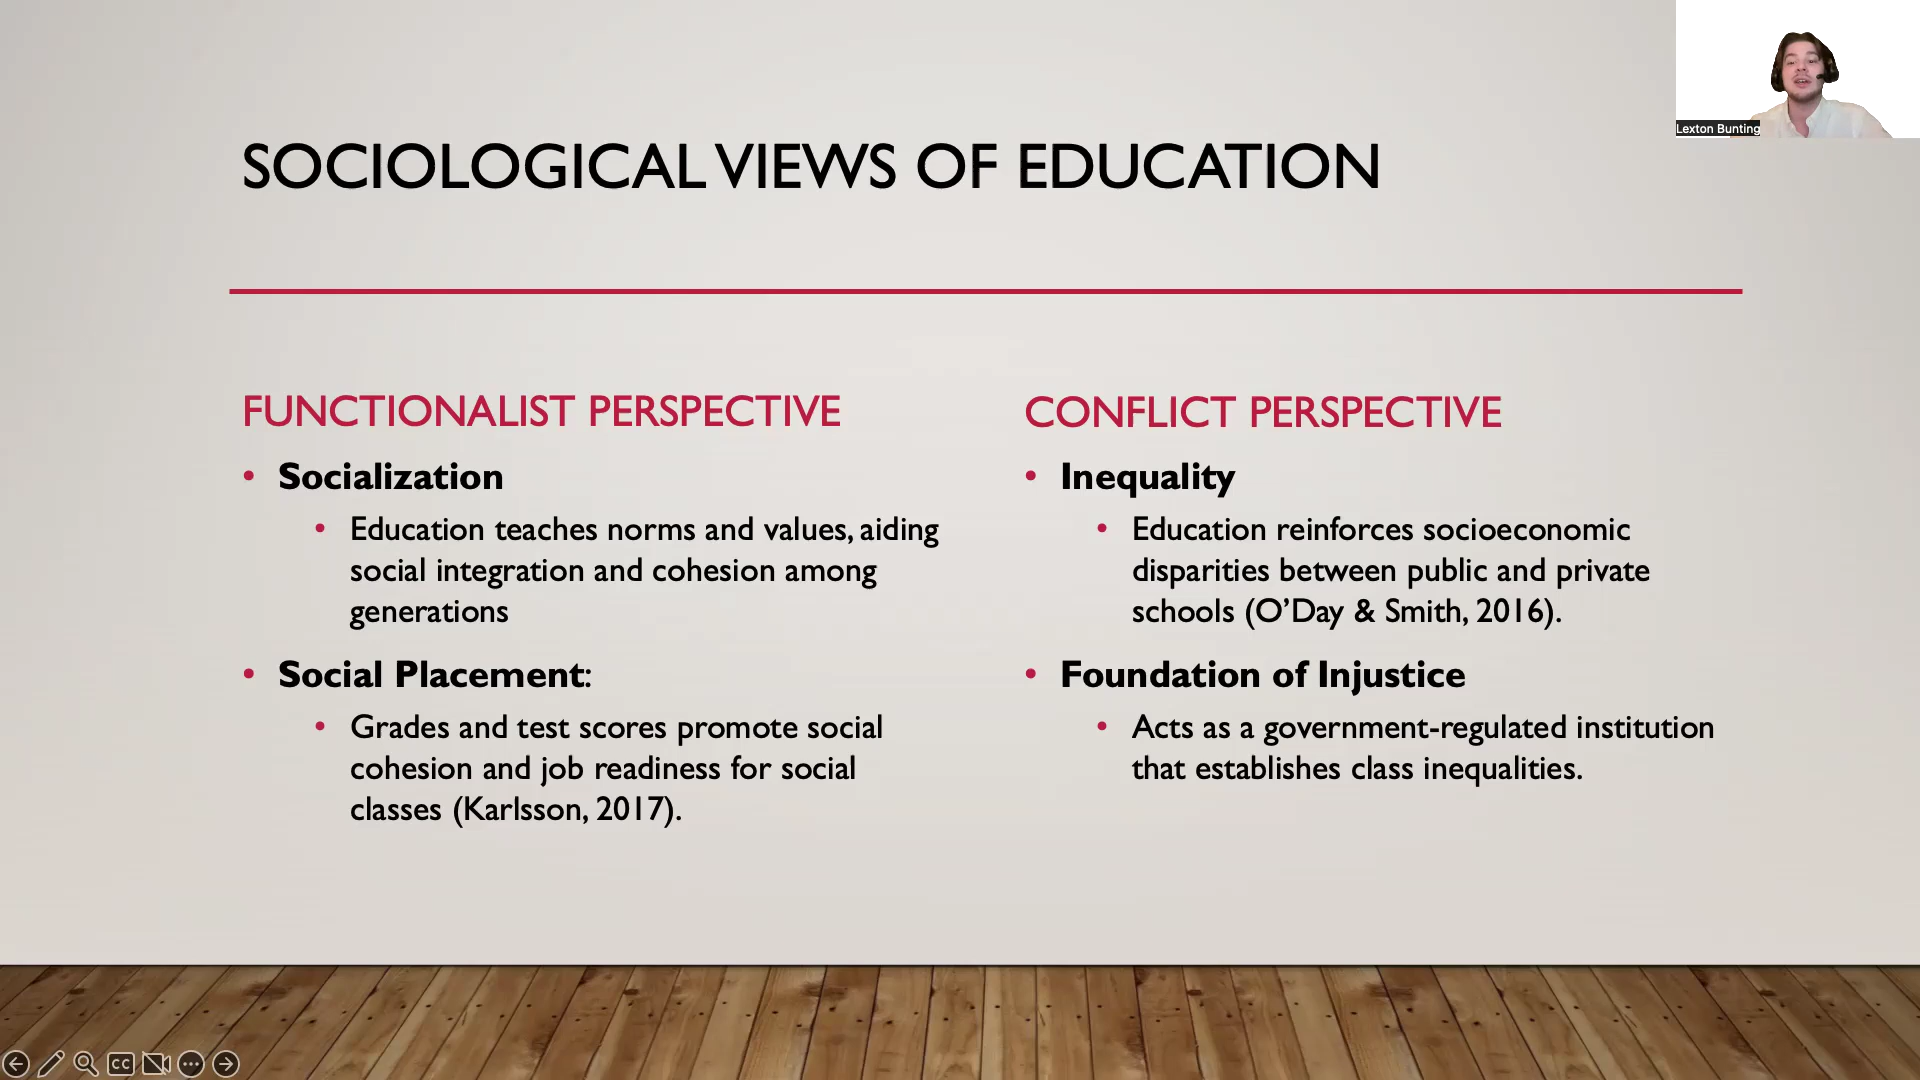 Lexton Bunting
SOCIOLOGICAL VIEWS OF EDUCATION
FUNCTIONALIST PERSPECTIVE
• Socialization
• Education teaches norms and values, aiding
social integration and cohesion among
generations
• Social Placement:
• Grades and test scores promote social
cohesion and job readiness for social
classes (Karlsson, 2017).
CONFLICT PERSPECTIVE
• Inequality
• Education reinforces socioeconomic
disparities between public and private
schools (O’Day & Smith, 2016).
• Foundation of Injustice
• Acts as a government-regulated institution
that establishes class inequalities.
CC